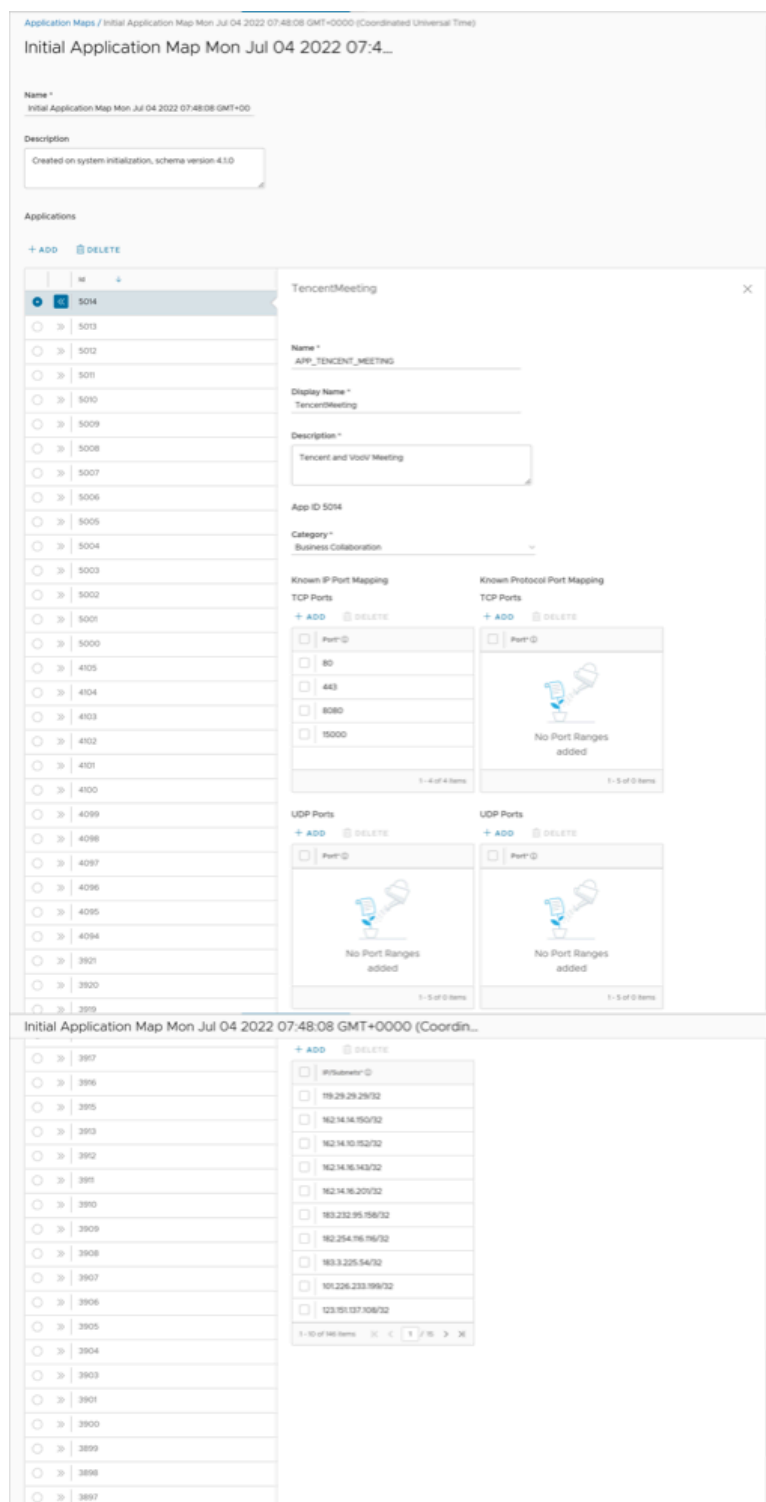 Application Maps / Initial Application Map Mon Jul 04 2022 07:48:08 GMT+0000 (Coordinated Universal Time)
Initial Application Map Mon Jul 04 2022 07:4...
Name *
Initial Application Map Mon Jul 04 2022 07:48:08 GMT+00
Description
Created on system initialization, schema version 4.1.0
Applications
+ ADD DELETE
Id
5014
5013
5012
5011
5010
5009
5008
5007
5006
5005
5004
5003
5002
5001
5000
4105
4104
4103
4102
4101
4100
4099
4098
4097
4096
4095
4094
3921
3920
3919
TencentMeeting
Name *
APP_TENCENT_MEETING
Display Name *
TencentMeeting
Description *
Tencent and VooV Meeting
App ID 5014
Category *
Business Collaboration
Known IP Port Mapping
TCP Ports
+ ADD DELETE
Port*
80
443
8080
15000
1 - 4 of 4 items
Known Protocol Port Mapping
TCP Ports
+ ADD DELETE
Port*
No Port Ranges
added
1 - 5 of 0 items
UDP Ports
+ ADD DELETE
Port*
No Port Ranges
added
1 - 5 of 0 items
UDP Ports
+ ADD DELETE
Port*
No Port Ranges
added
1 - 5 of 0 items
Initial Application Map Mon Jul 04 2022 07:48:08 GMT+0000 (Coordin...
3917
3916
3915
3913
3912
3911
3910
3909
3908
3907
3906
3905
3904
3903
3901
3900
3899
3898
3897
+ ADD DELETE
IP/Subnets*
119.29.29.29/32
162.14.14.150/32
162.14.10.152/32
162.14.16.143/32
162.14.16.201/32
183.232.95.158/32
182.254.116.116/32
183.3.225.54/32
101.226.233.199/32
123.151.137.108/32
1 - 10 of 146 items 1 / 15